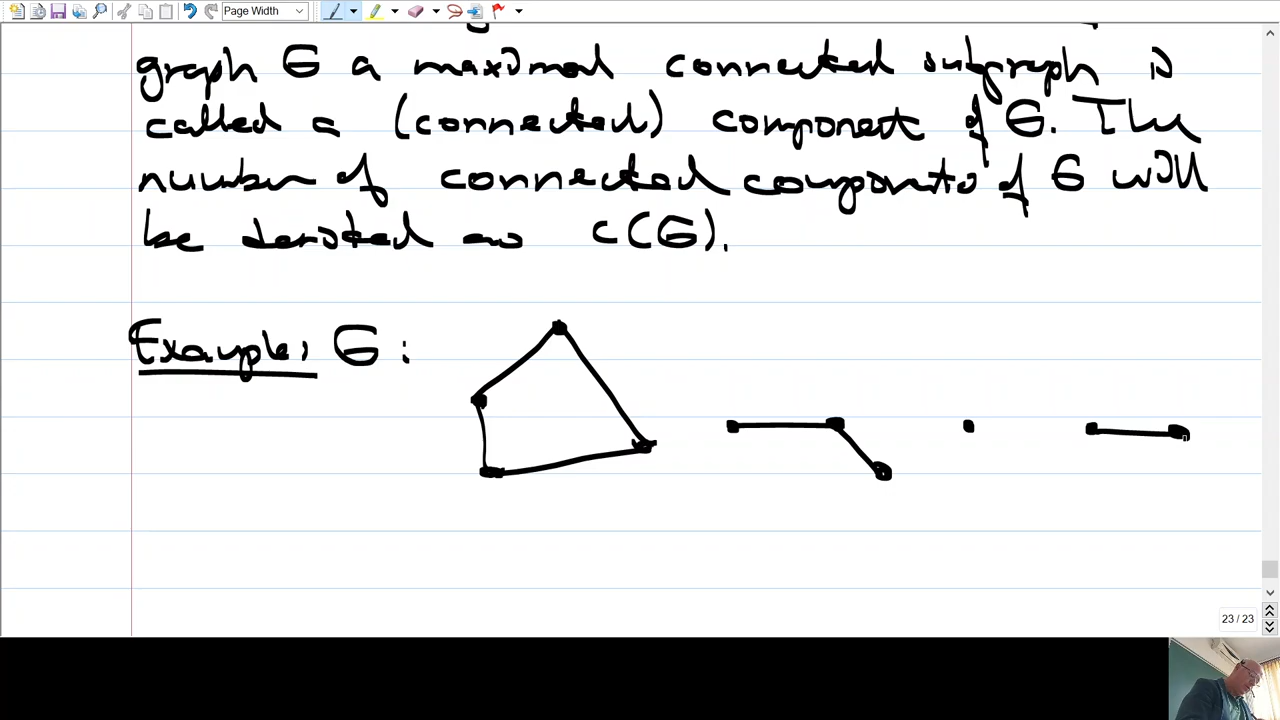 Page Width
graph G a maximal connected subgraph is
called a (connected) component of G. The
number of connected components of G will
be denoted as c(G).
Example: G :
23 / 23